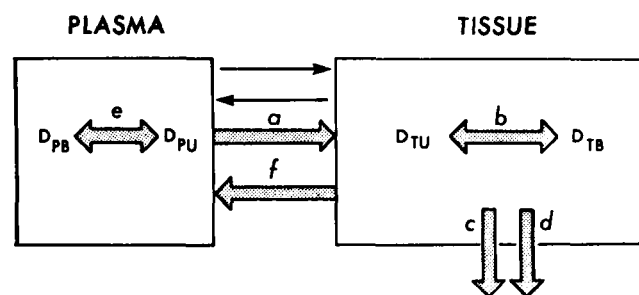 PLASMA TISSUE
e a
D_PB D_PU D_TU b D_TB
f
c d